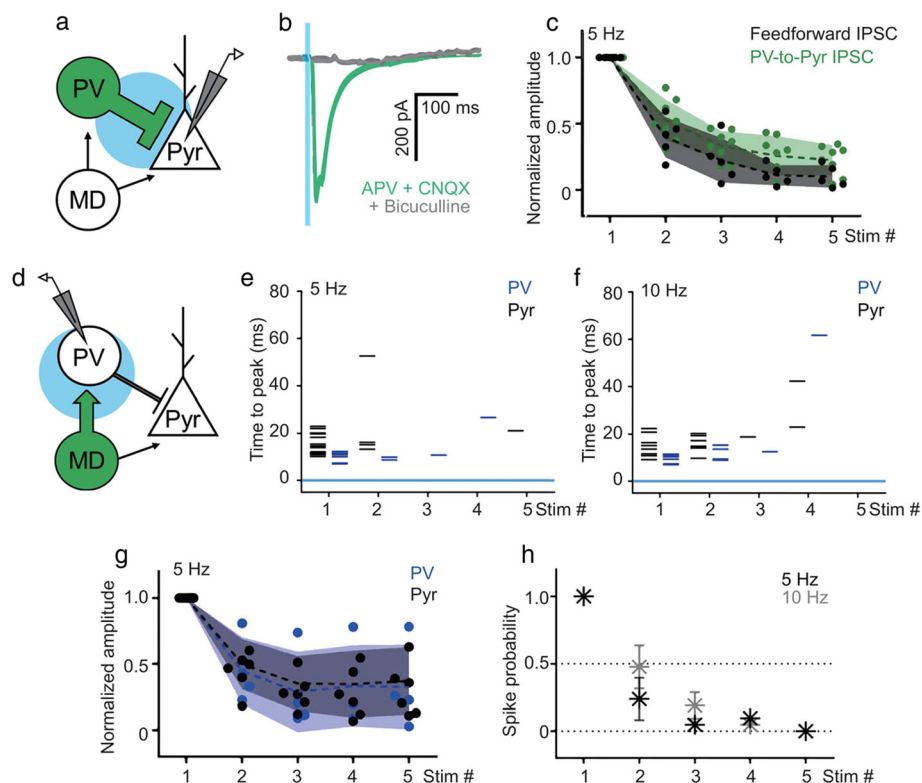 a
PV
Pyr
MD
b
200 pA
100 ms
APV + CNQX
+ Bicuculline
c
5 Hz
Feedforward IPSC
PV-to-Pyr IPSC
Normalized amplitude
1.0
0.5
0
1 2 3 4 5 Stim #
d
PV
Pyr
MD
e
5 Hz
PV
Pyr
Time to peak (ms)
80
60
40
20
0
1 2 3 4 5 Stim #
f
10 Hz
PV
Pyr
Time to peak (ms)
80
60
40
20
0
1 2 3 4 5 Stim #
g
5 Hz
PV
Pyr
Normalized amplitude
1.0
0.5
0
1 2 3 4 5 Stim #
h
5 Hz
10 Hz
Spike probability
1.0
0.5
0
1 2 3 4 5 Stim #